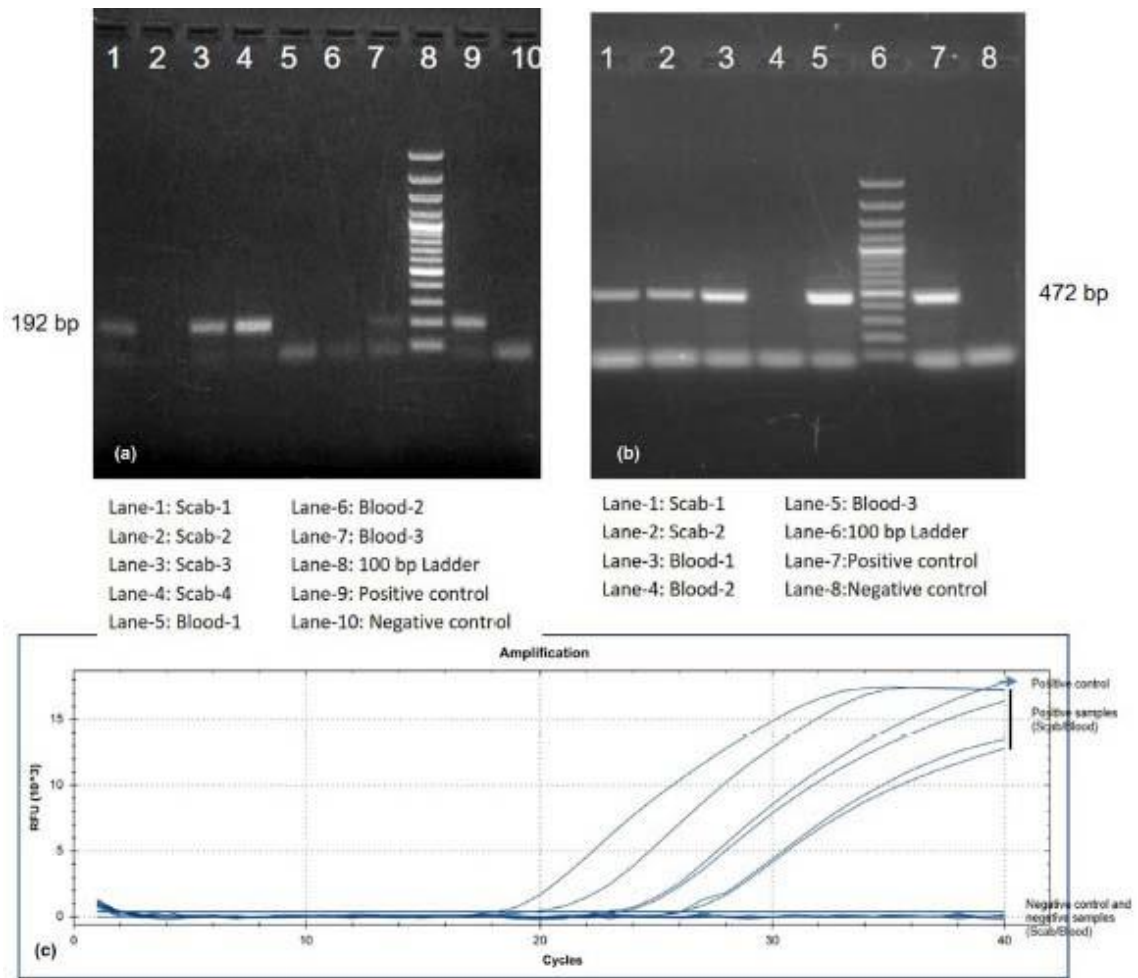 1 2 3 4 5 6 7 8 9 10
192 bp
(a)
1 2 3 4 5 6 7 8
472 bp
(b)
Lane-1: Scab-1
Lane-2: Scab-2
Lane-3: Scab-3
Lane-4: Scab-4
Lane-5: Blood-1
Lane-6: Blood-2
Lane-7: Blood-3
Lane-8: 100 bp Ladder
Lane-9: Positive control
Lane-10: Negative control
Lane-1: Scab-1
Lane-2: Scab-2
Lane-3: Blood-1
Lane-4: Blood-2
Lane-5: Blood-3
Lane-6:100 bp Ladder
Lane-7:Positive control
Lane-8:Negative control
Amplification
RFU (10^3)
15
10
5
0
0 10 20 30 40
Cycles
Positive control
Positive samples
(Scab/Blood)
Negative control and
negative samples
(Scab/Blood)
(c)